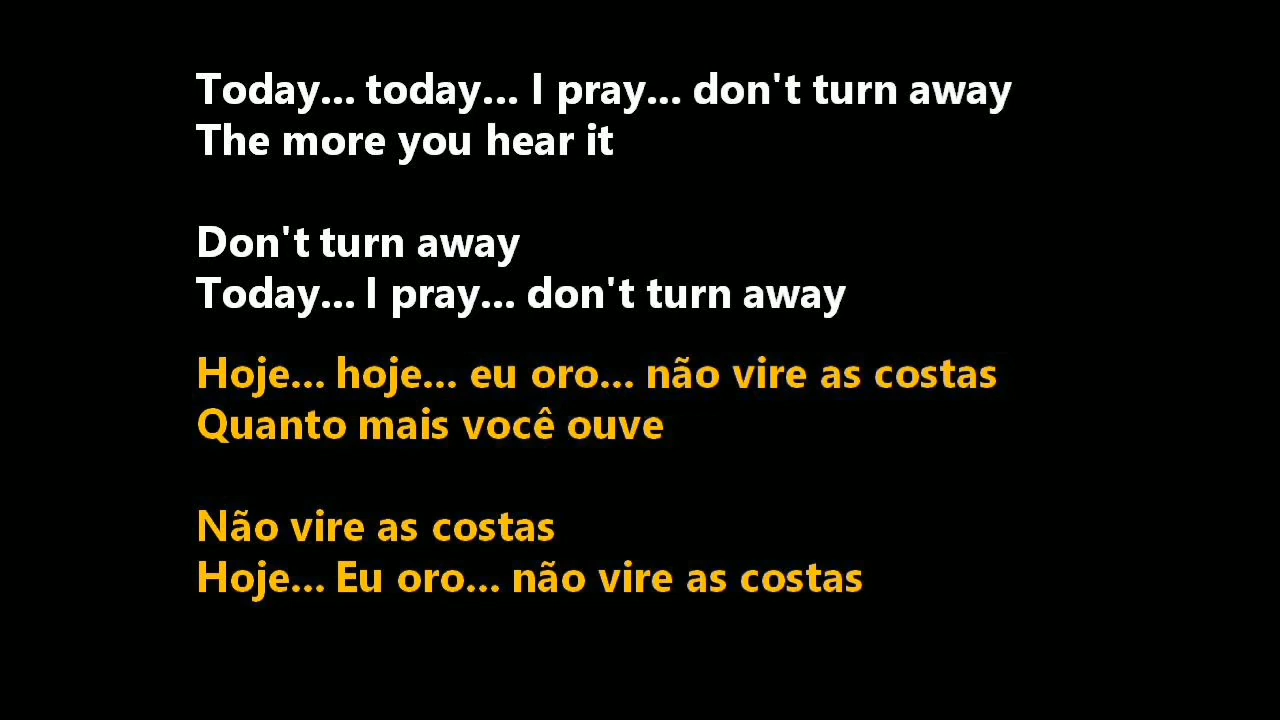 Today... today... I pray... don't turn away
The more you hear it
Don't turn away
Today... I pray... don't turn away
Hoje... hoje... eu oro... não vire as costas
Quanto mais você ouve
Não vire as costas
Hoje... Eu oro... não vire as costas